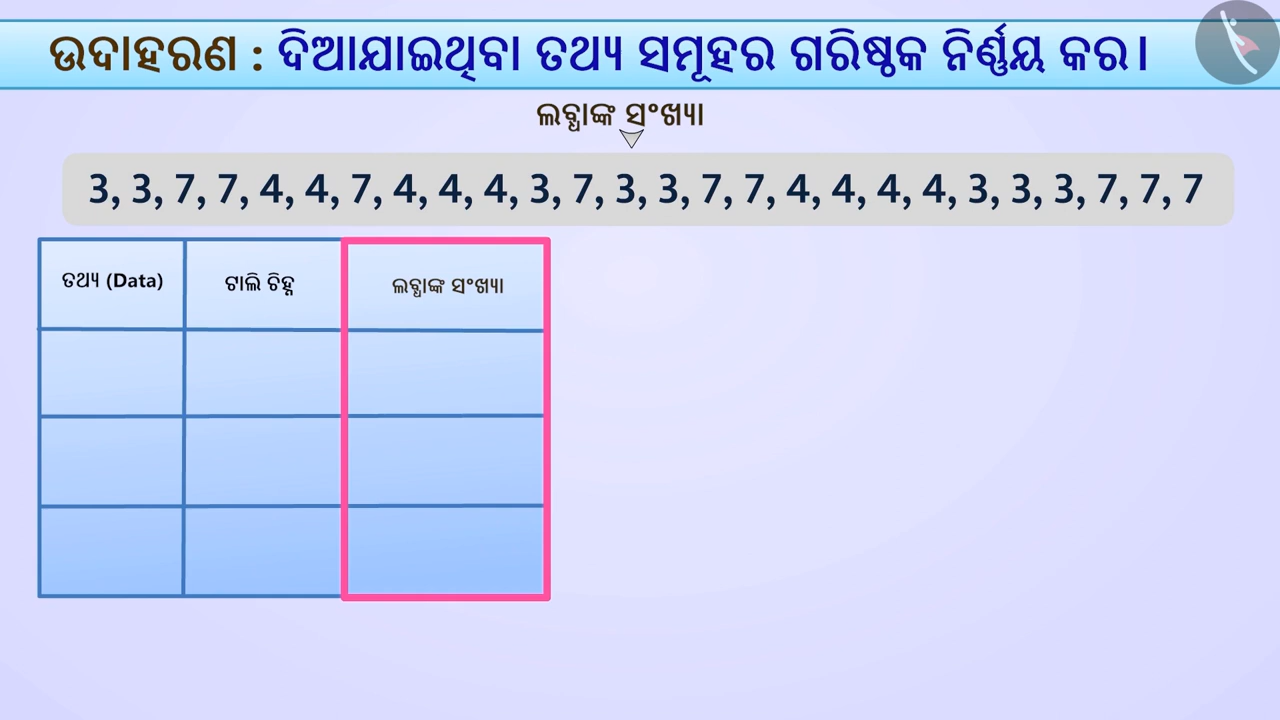 ଉଦାହରଣ : ଦିଆଯାଇଥିବା ତଥ୍ୟ ସମୂହର ଗରିଷ୍ଠକ ନିର୍ଣ୍ଣୟ କର।
ଲବ୍ଧାଙ୍କ ସଂଖ୍ୟା
3, 3, 7, 7, 4, 4, 7, 4, 4, 4, 3, 7, 3, 3, 7, 7, 4, 4, 4, 4, 3, 3, 3, 7, 7, 7
ତଥ୍ୟ (Data) ଟାଲି ଚିହ୍ନ ଲବ୍ଧାଙ୍କ ସଂଖ୍ୟା